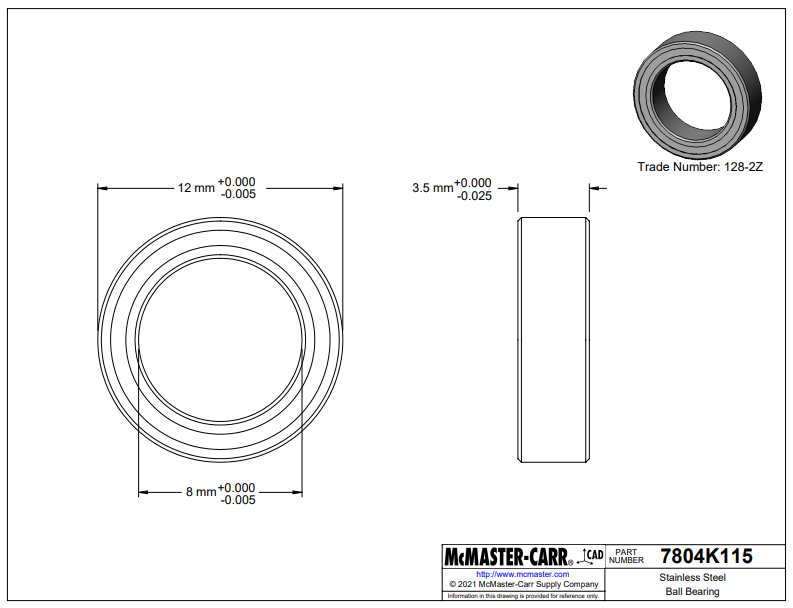 Trade Number: 128-2Z
12 mm +0.000
-0.005
3.5 mm +0.000
-0.025
8 mm +0.000
-0.005
McMASTER-CARR® CAD
http://www.mcmaster.com
© 2021 McMaster-Carr Supply Company
Information in this drawing is provided for reference only.
PART
NUMBER
7804K115
Stainless Steel
Ball Bearing